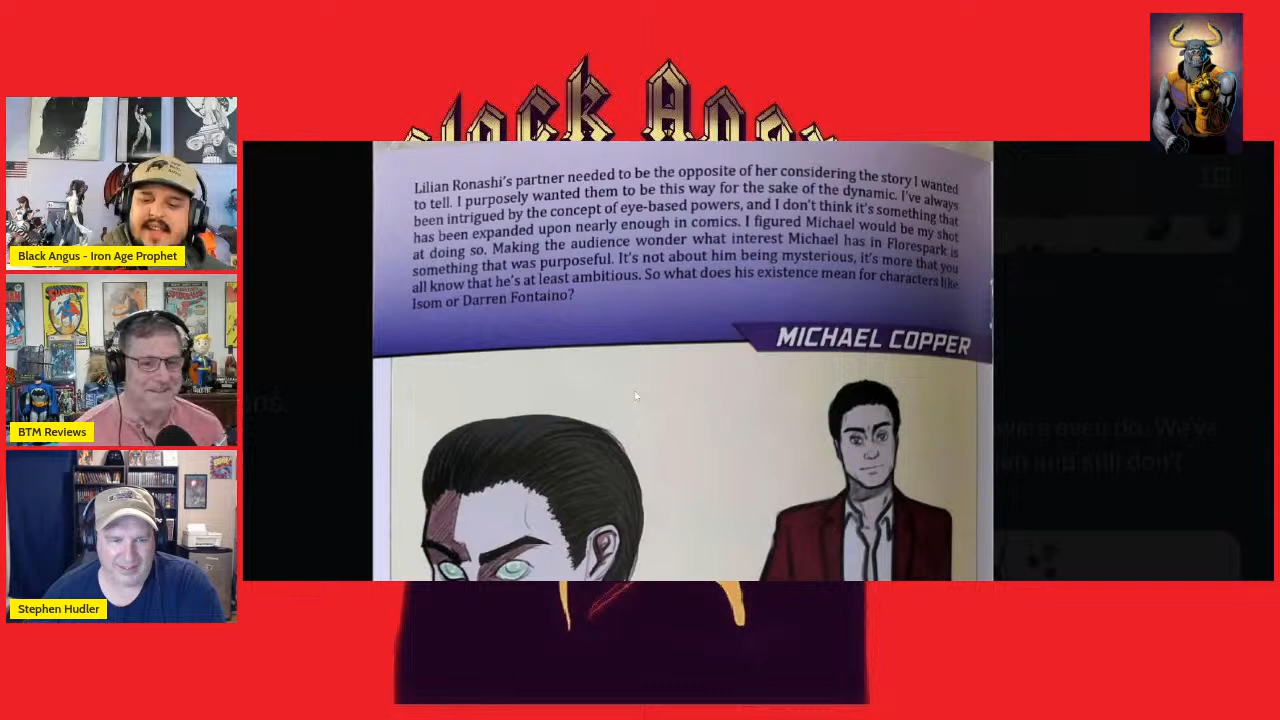 Black Angus
Lilian Ronashi's partner needed to be the opposite of her considering the story I wanted
to tell. I purposely wanted them to be this way for the sake of the dynamic. I've always
been intrigued by the concept of eye-based powers, and I don't think it's something that
has been expanded upon nearly enough in comics. I figured Michael would be my shot
at doing so. Making the audience wonder what interest Michael has in Florespark is
something that was purposeful. It's not about him being mysterious, it's more that you
all know that he's at least ambitious. So what does his existence mean for characters like
Isom or Darren Fontaino?
MICHAEL COPPER
Black Angus - Iron Age Prophet
SUPERMAN
BTM Reviews
Stephen Hudler